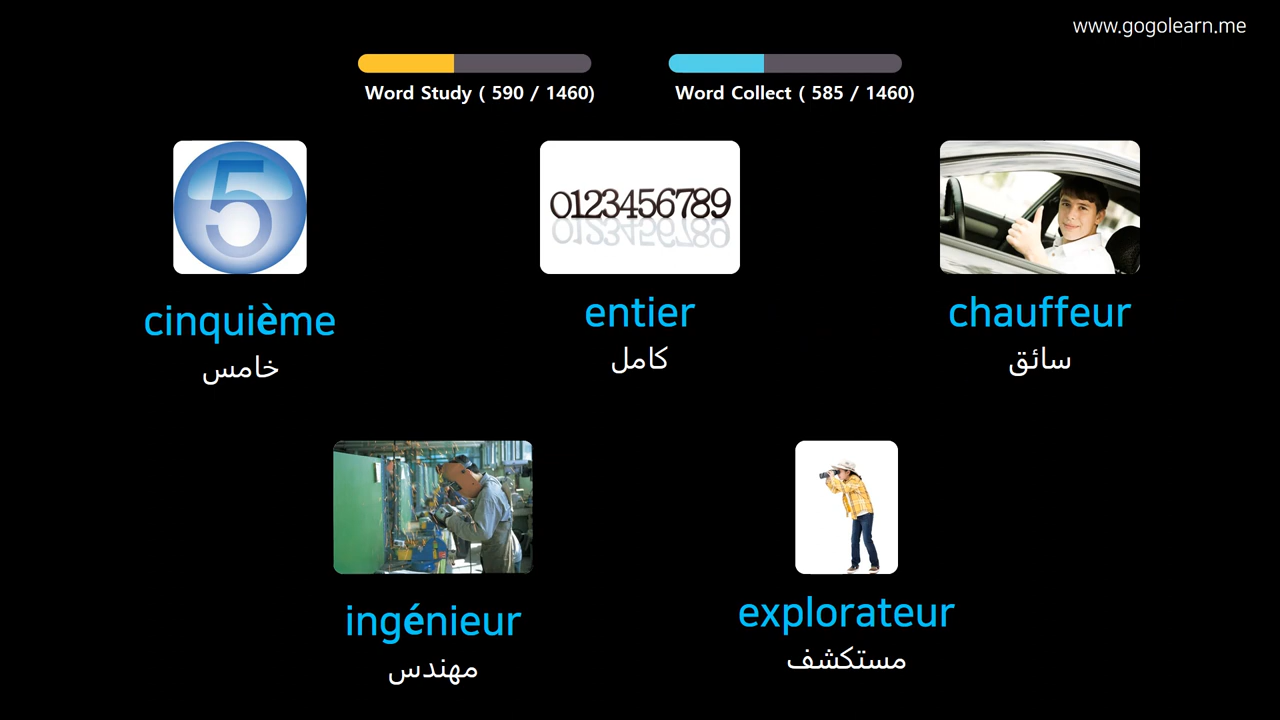 www.gogolearn.me
Word Study ( 590 / 1460)
Word Collect ( 585 / 1460)
5
0123456789
cinquième
خامس
entier
كامل
chauffeur
سائق
ingénieur
مهندس
explorateur
مستكشف